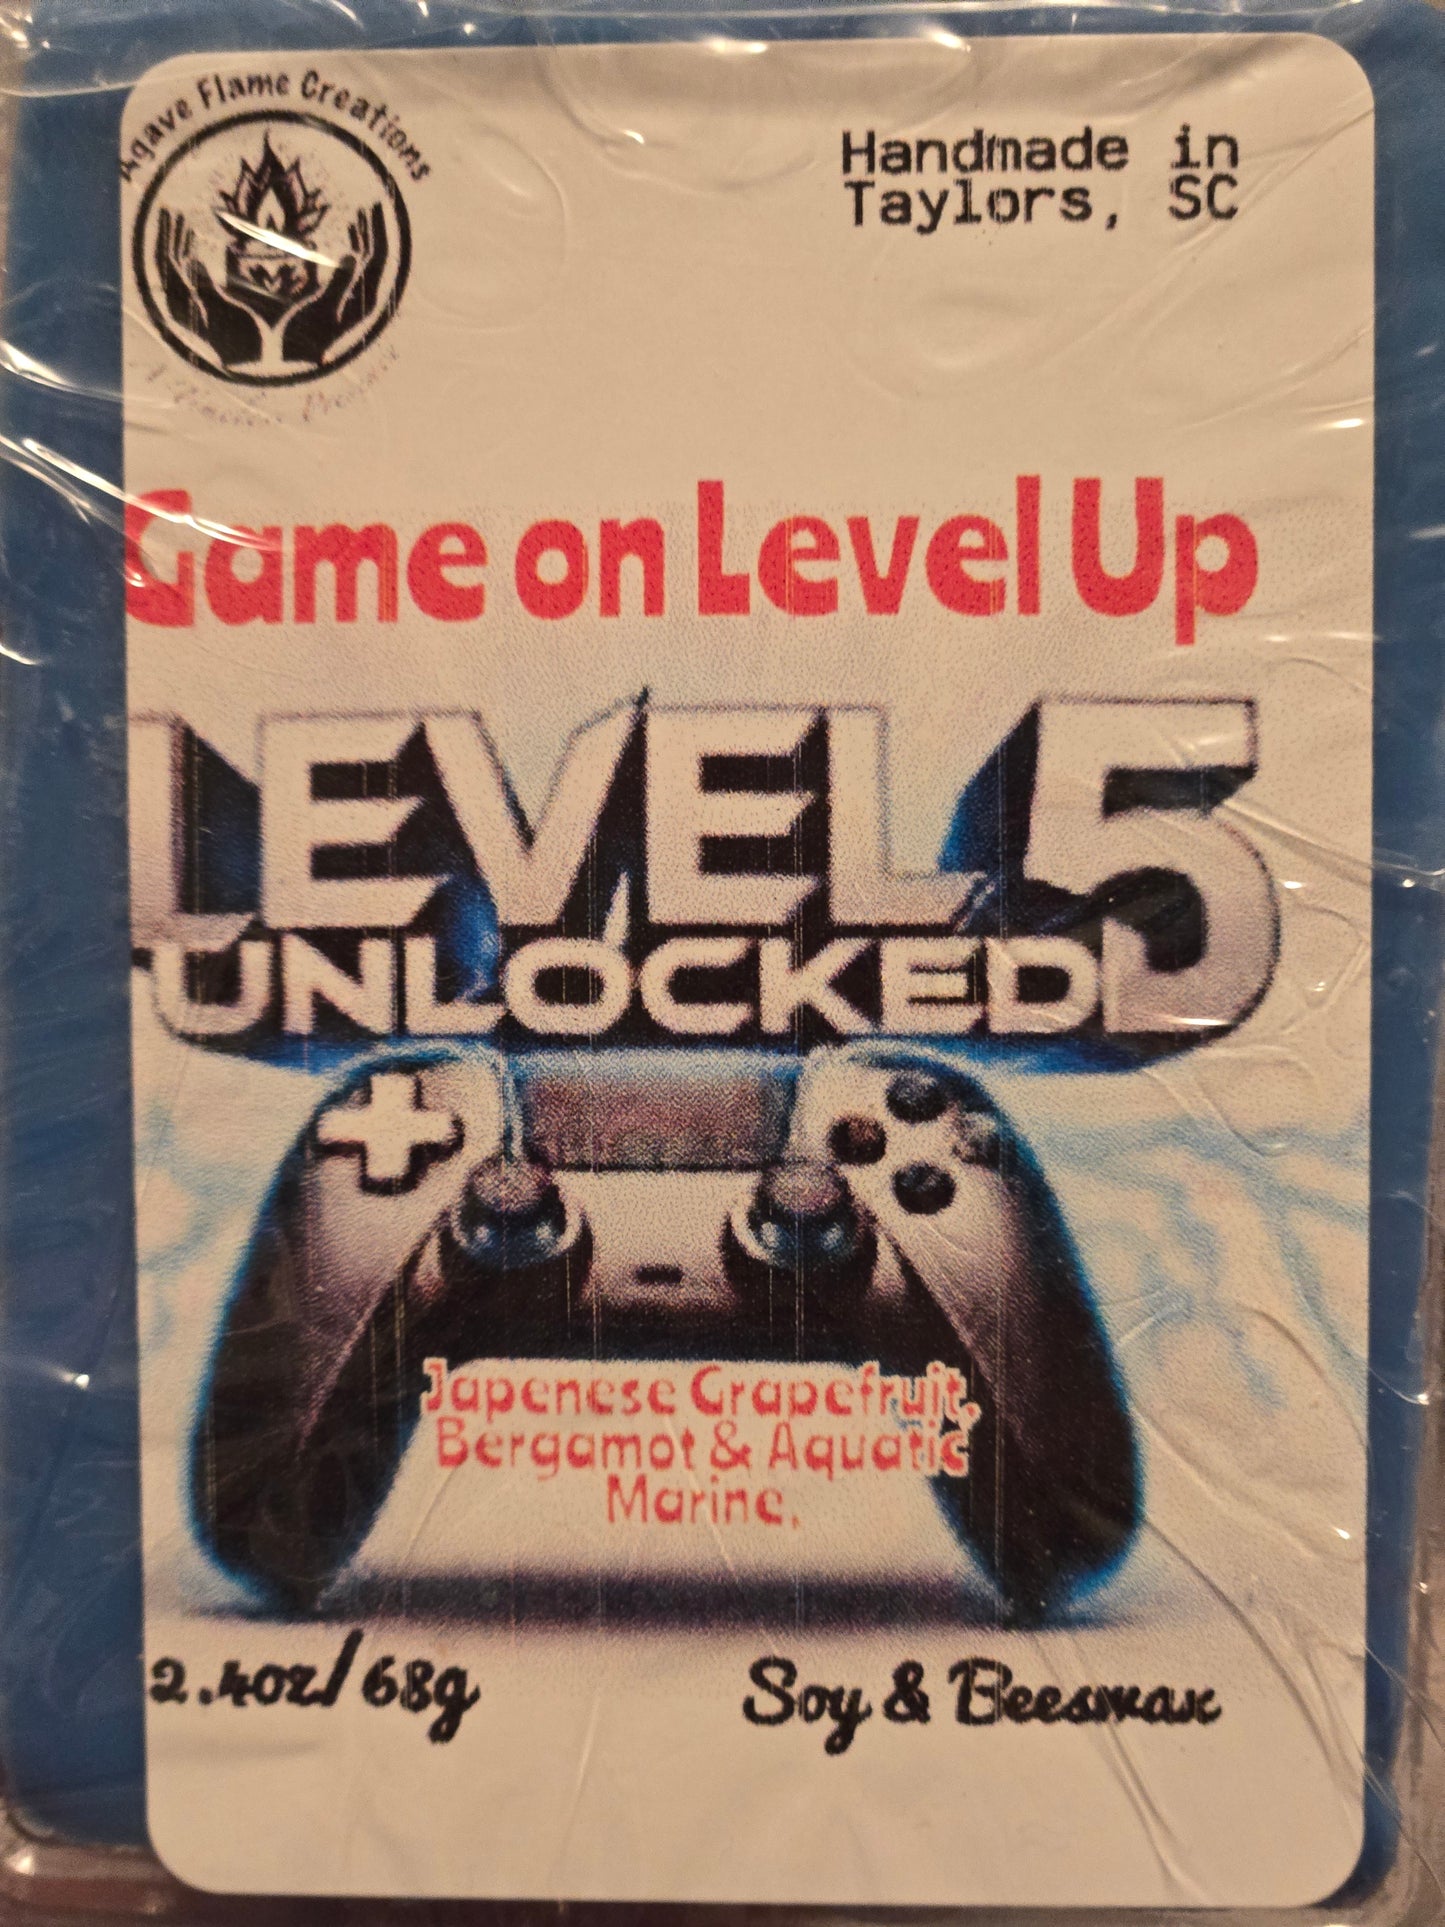 Agave Flame Creations
Handmade in
Taylors, SC
Game on Level Up
LEVEL 5
UNLOCKED
Japenese Grapefruit,
Bergamot & Aquatic
Marine,
2.4oz/68g
Soy & Beeswax